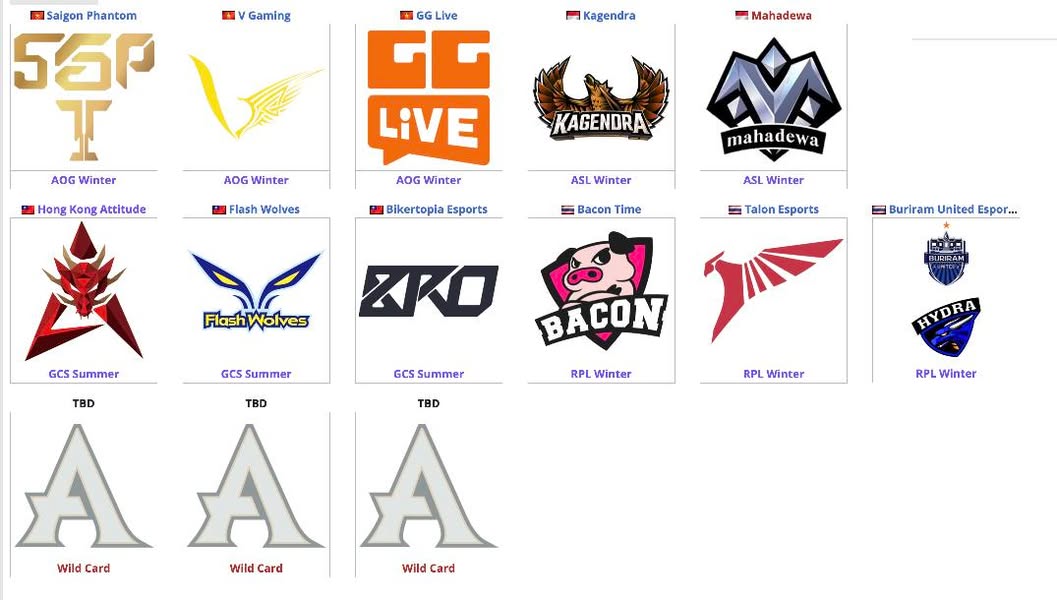 Saigon Phantom
V Gaming
GG Live
Kagendra
Mahadewa
SGP
GG
LiVE
KAGENDRA
mahadewa
AOG Winter
AOG Winter
AOG Winter
ASL Winter
ASL Winter
Hong Kong Attitude
Flash Wolves
Bikertopia Esports
Bacon Time
Talon Esports
Buriram United Espor...
Flash Wolves
BRO
BACON
BURIRAM
UNITED
HYDRA
GCS Summer
GCS Summer
GCS Summer
RPL Winter
RPL Winter
RPL Winter
TBD
TBD
TBD
A
A
A
Wild Card
Wild Card
Wild Card